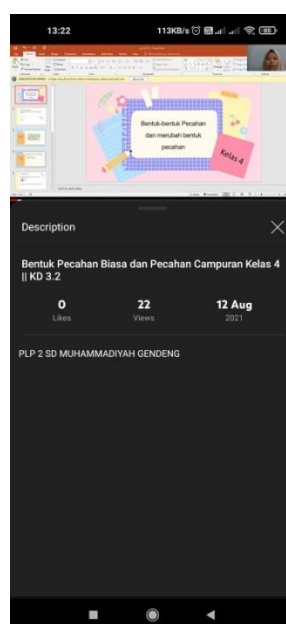 13:22
113KB/s
Bentuk-bentuk Pecahan
dan merubah bentuk
pecahan
Kelas 4
Description
Bentuk Pecahan Biasa dan Pecahan Campuran Kelas 4
|| KD 3.2
0
22
12 Aug
Likes
Views
2021
PLP 2 SD MUHAMMADIYAH GENDENG